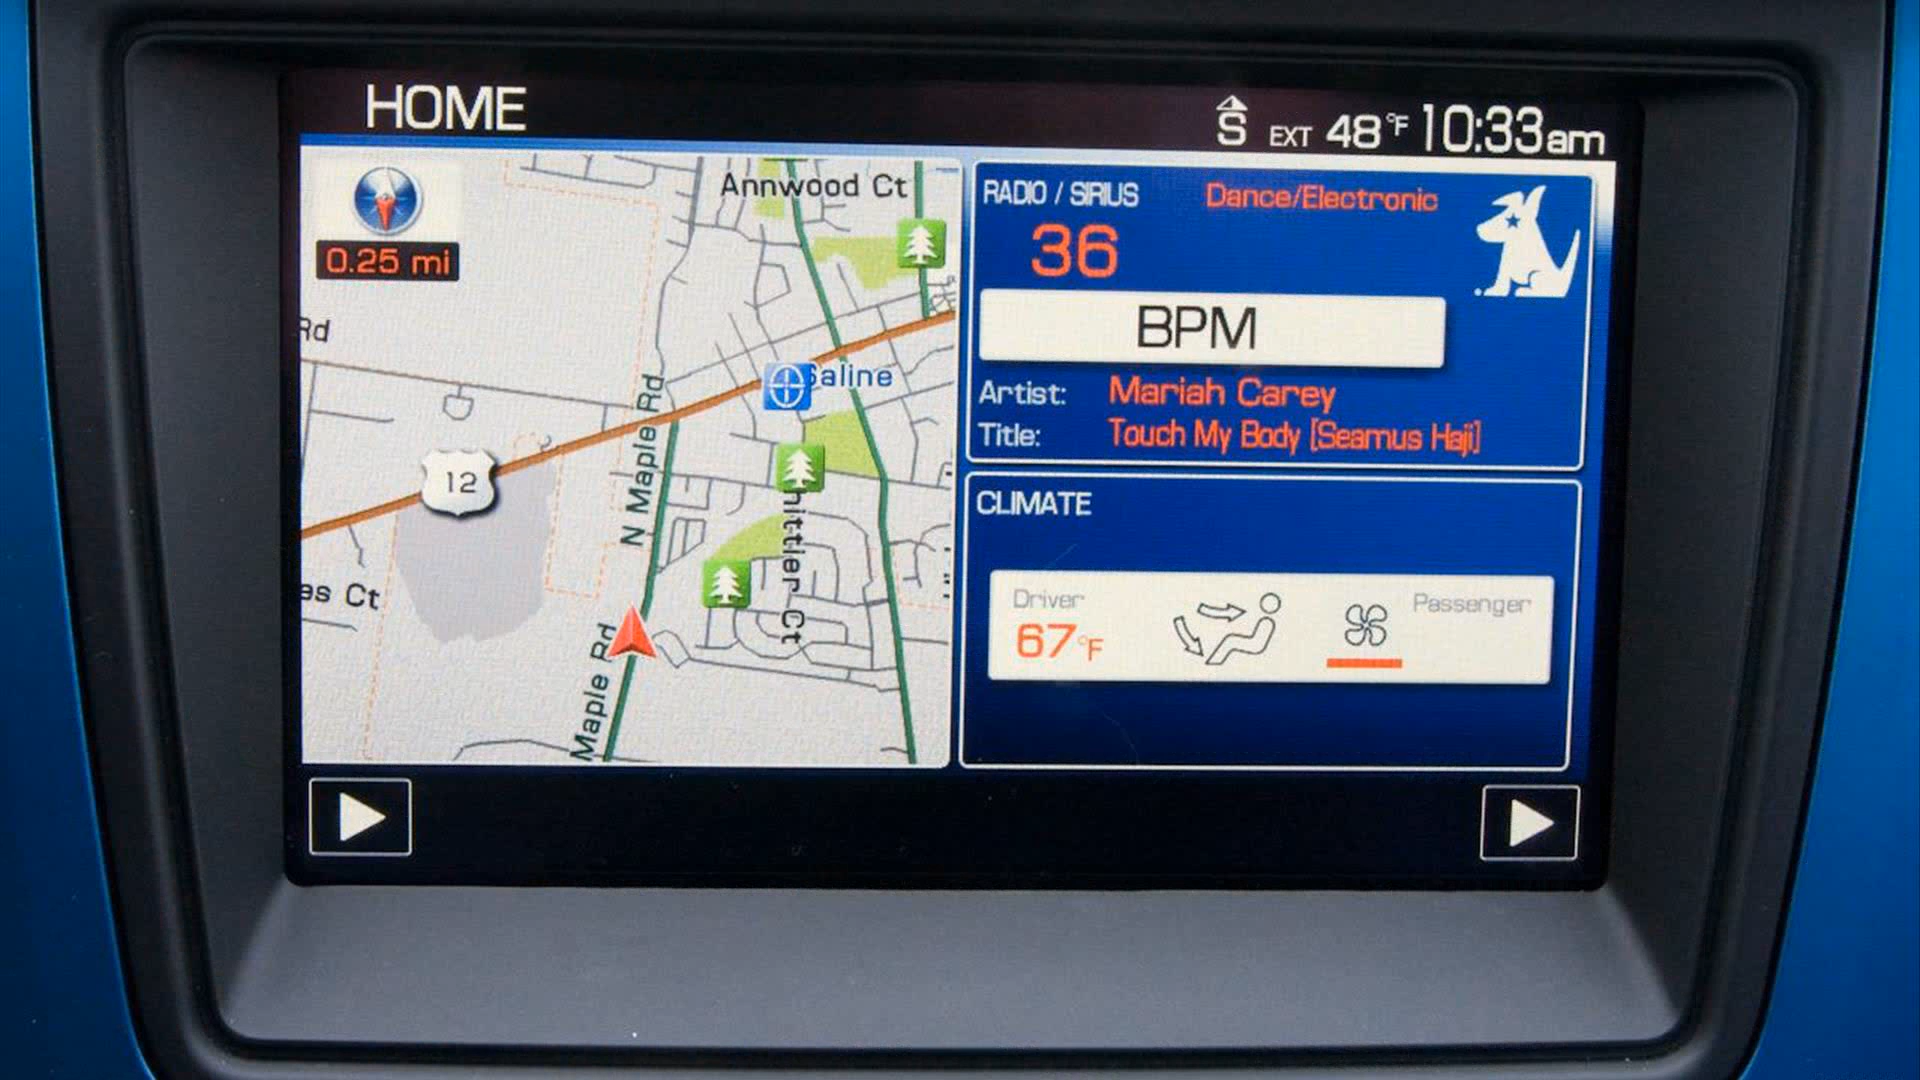 HOME
S EXT 48°F 10:33am
0.25 mi
Annwood Ct
Rd
Saline
N Maple Rd
12
Ct
Maple Rd
Ct
RADIO / SIRIUS Dance/Electronic
36
BPM
Artist: Mariah Carey
Title: Touch My Body [Seamus Haji]
CLIMATE
Driver
67°F
Passenger